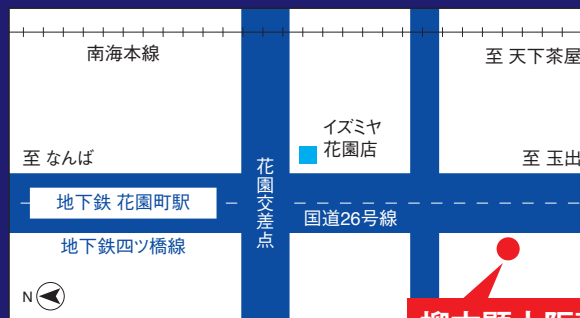 南海本線
至 天下茶屋
イズミヤ
花園店
至 なんば
至 玉出
花園交差点
地下鉄 花園町駅
国道26号線
地下鉄四ツ橋線
N